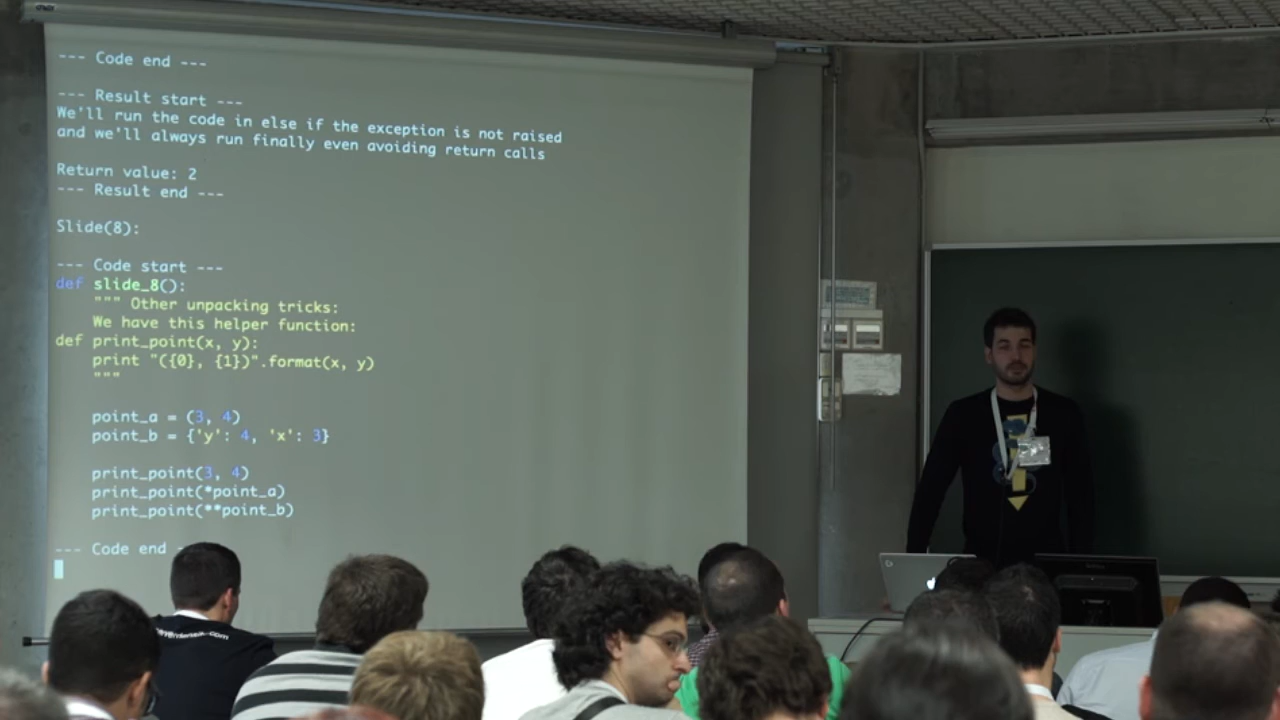 --- Code end ---
--- Result start ---
We'll run the code in else if the exception is not raised
and we'll always run finally even avoiding return calls
Return value: 2
--- Result end ---
Slide(8):
--- Code start ---
def slide_8():
""" Other unpacking tricks:
We have this helper function:
def print_point(x, y):
print "({0}, {1})".format(x, y)
"""
point_a = (3, 4)
point_b = {'y': 4, 'x': 3}
print_point(3, 4)
print_point(*point_a)
print_point(**point_b)
--- Code end -